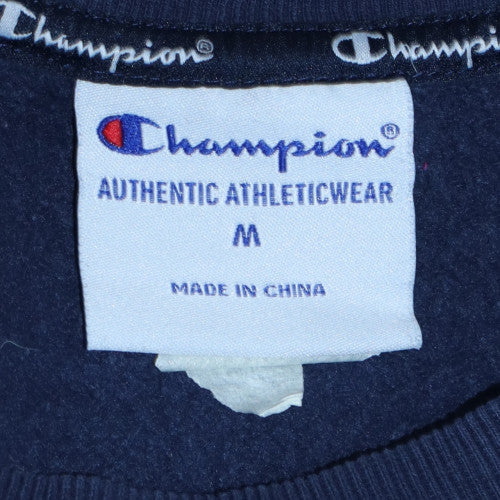 Champion® Champion
Champion®
AUTHENTIC ATHLETICWEAR
M
MADE IN CHINA